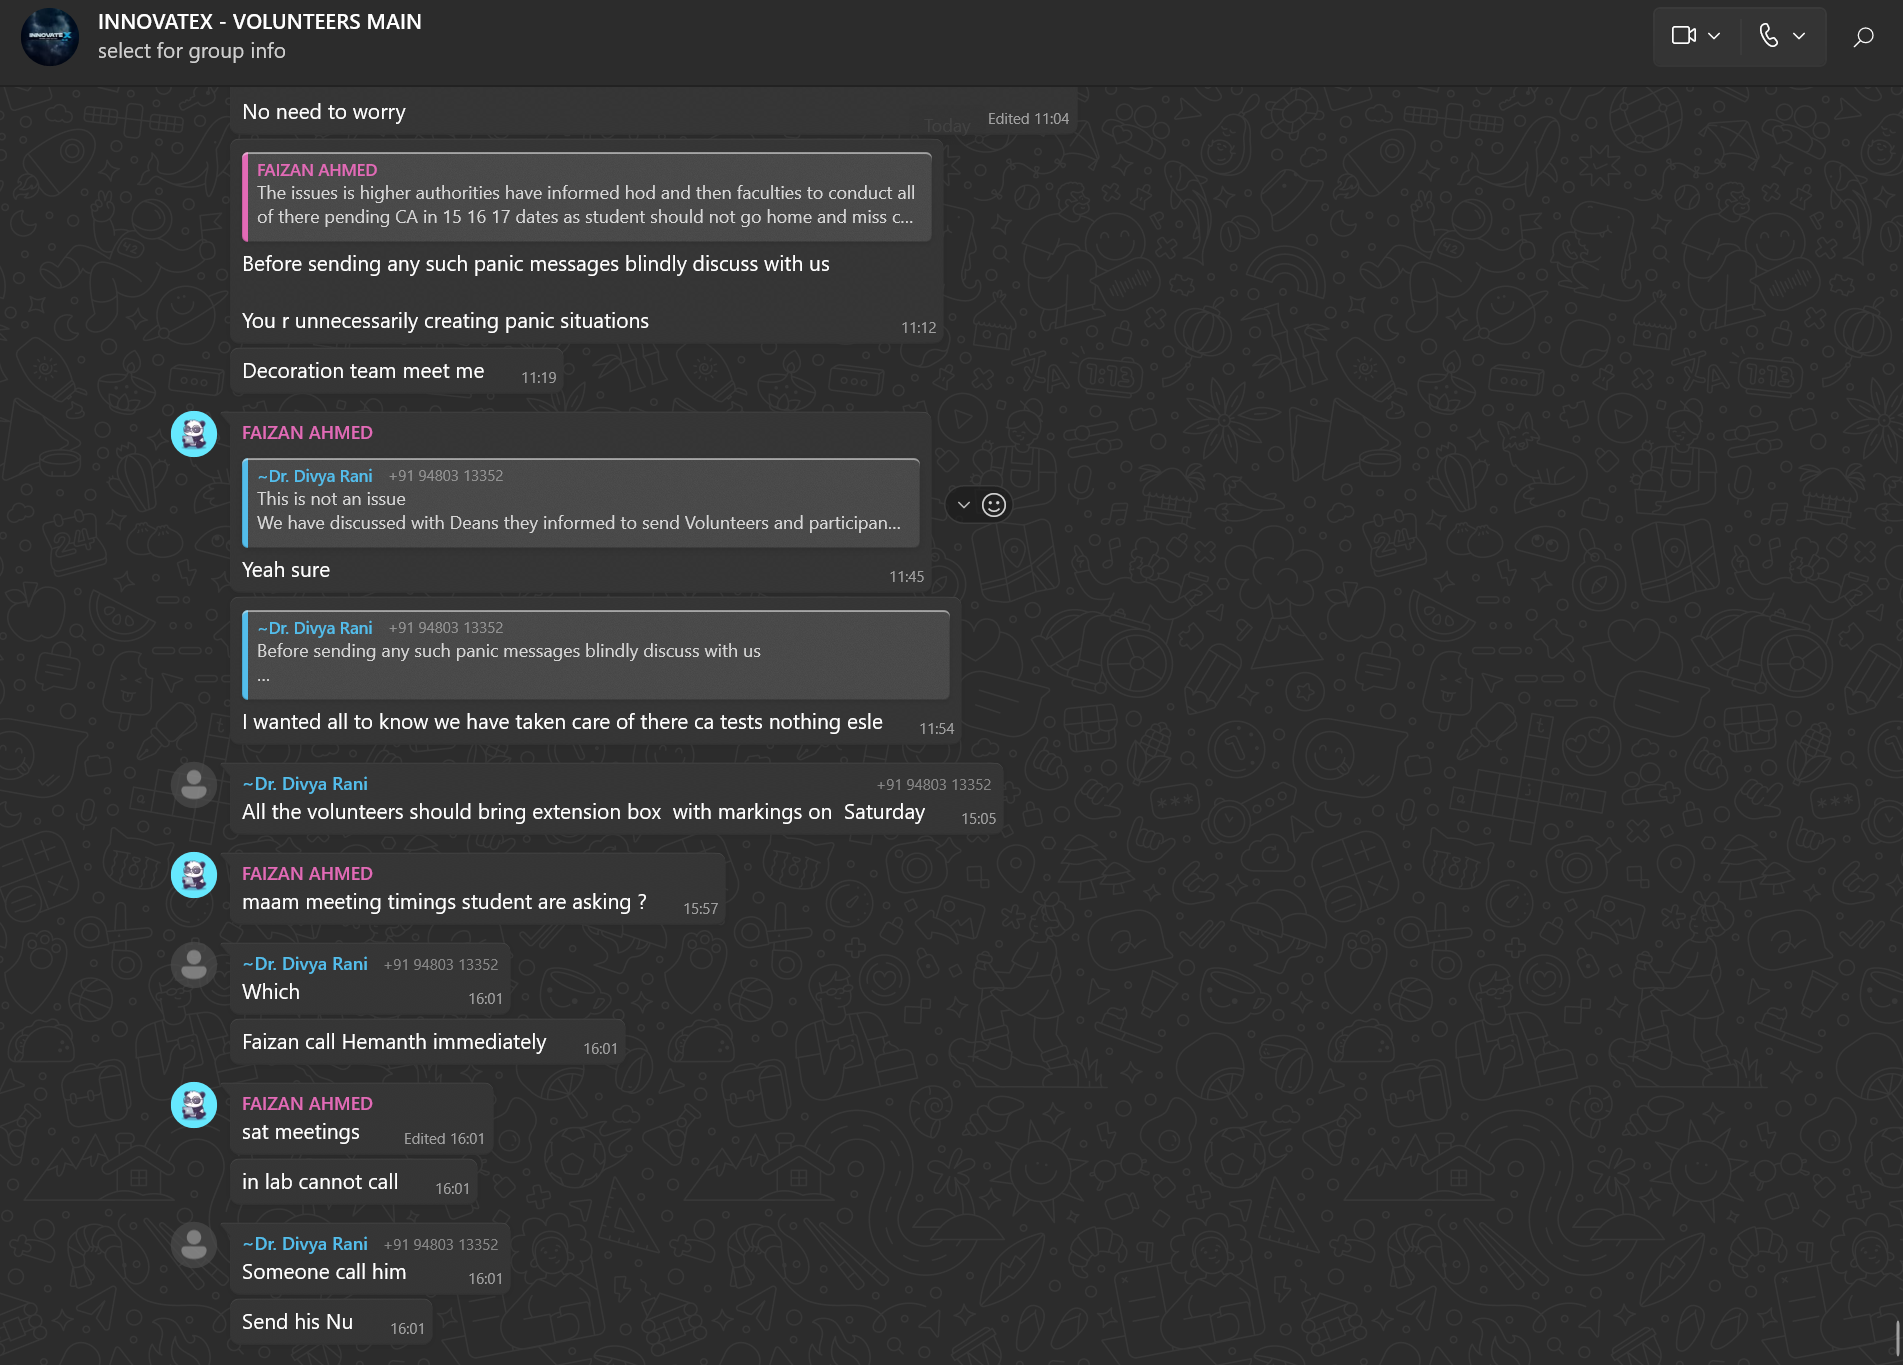 INNOVATEX - VOLUNTEERS MAIN
select for group info
No need to worry
Today
Edited 11:04
FAIZAN AHMED
The issues is higher authorities have informed hod and then faculties to conduct all
of there pending CA in 15 16 17 dates as student should not go home and miss c...
Before sending any such panic messages blindly discuss with us
You r unnecessarily creating panic situations
11:12
Decoration team meet me
11:19
FAIZAN AHMED
~Dr. Divya Rani +91 94803 13352
This is not an issue
We have discussed with Deans they informed to send Volunteers and participan...
Yeah sure
11:45
~Dr. Divya Rani +91 94803 13352
Before sending any such panic messages blindly discuss with us
...
I wanted all to know we have taken care of there ca tests nothing esle
11:54
~Dr. Divya Rani +91 94803 13352
All the volunteers should bring extension box  with markings on  Saturday
15:05
FAIZAN AHMED
maam meeting timings student are asking ?
15:57
~Dr. Divya Rani +91 94803 13352
Which
16:01
Faizan call Hemanth immediately
16:01
FAIZAN AHMED
sat meetings
Edited 16:01
in lab cannot call
16:01
~Dr. Divya Rani +91 94803 13352
Someone call him
16:01
Send his Nu
16:01